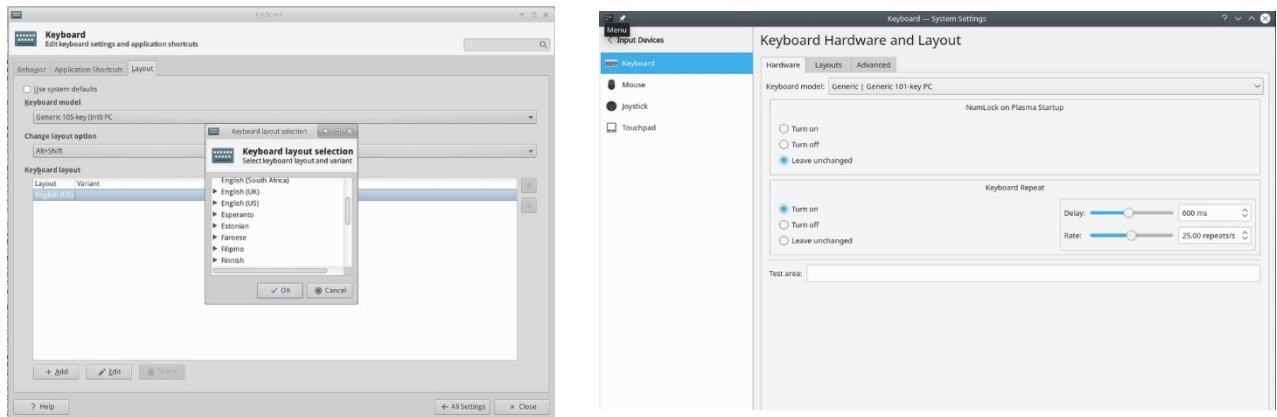 Keyboard
Keyboard
Edit keyboard settings and application shortcuts
Behavior Application Shortcuts Layout
Use system defaults
Keyboard model
Generic 105-key (Intl) PC
Change layout option
Alt+Shift
Keyboard layout
Layout Variant
English (US)
+ Add Edit Delete
? Help All Settings × Close
Keyboard layout selection
Keyboard layout selection
Select keyboard layout and variant
English (South Africa)
English (UK)
English (US)
Esperanto
Estonian
Faroese
Filipino
Finnish
OK Cancel
Keyboard — System Settings
Menu
Input Devices
Keyboard
Mouse
Joystick
Touchpad
Keyboard Hardware and Layout
Hardware Layouts Advanced
Keyboard model: Generic | Generic 101-key PC
NumLock on Plasma Startup
Turn on
Turn off
Leave unchanged
Keyboard Repeat
Turn on
Turn off
Leave unchanged
Delay: 600 ms
Rate: 25.00 repeats/s
Test area: